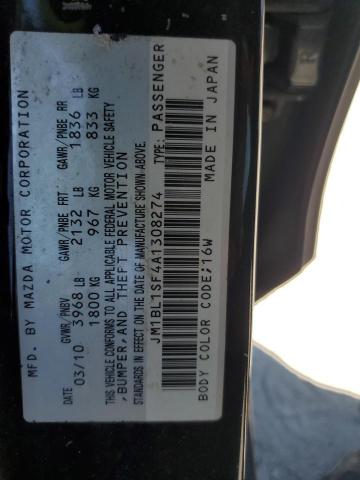 MFD. BY MAZDA MOTOR CORPORATION
DATE GVWR/PNBV GAWR/PNBE FRT GAWR/PNBE RR
03/10 3968 LB 2132 LB 1836 LB
1800 KG 967 KG 833 KG
THIS VEHICLE CONFORMS TO ALL APPLICABLE FEDERAL MOTOR VEHICLE SAFETY
,BUMPER,AND THEFT PREVENTION
STANDARDS IN EFFECT ON THE DATE OF MANUFACTURE SHOWN ABOVE.
JM1BL1SF4A1308274 TYPE: PASSENGER
BODY COLOR CODE;16W MADE IN JAPAN